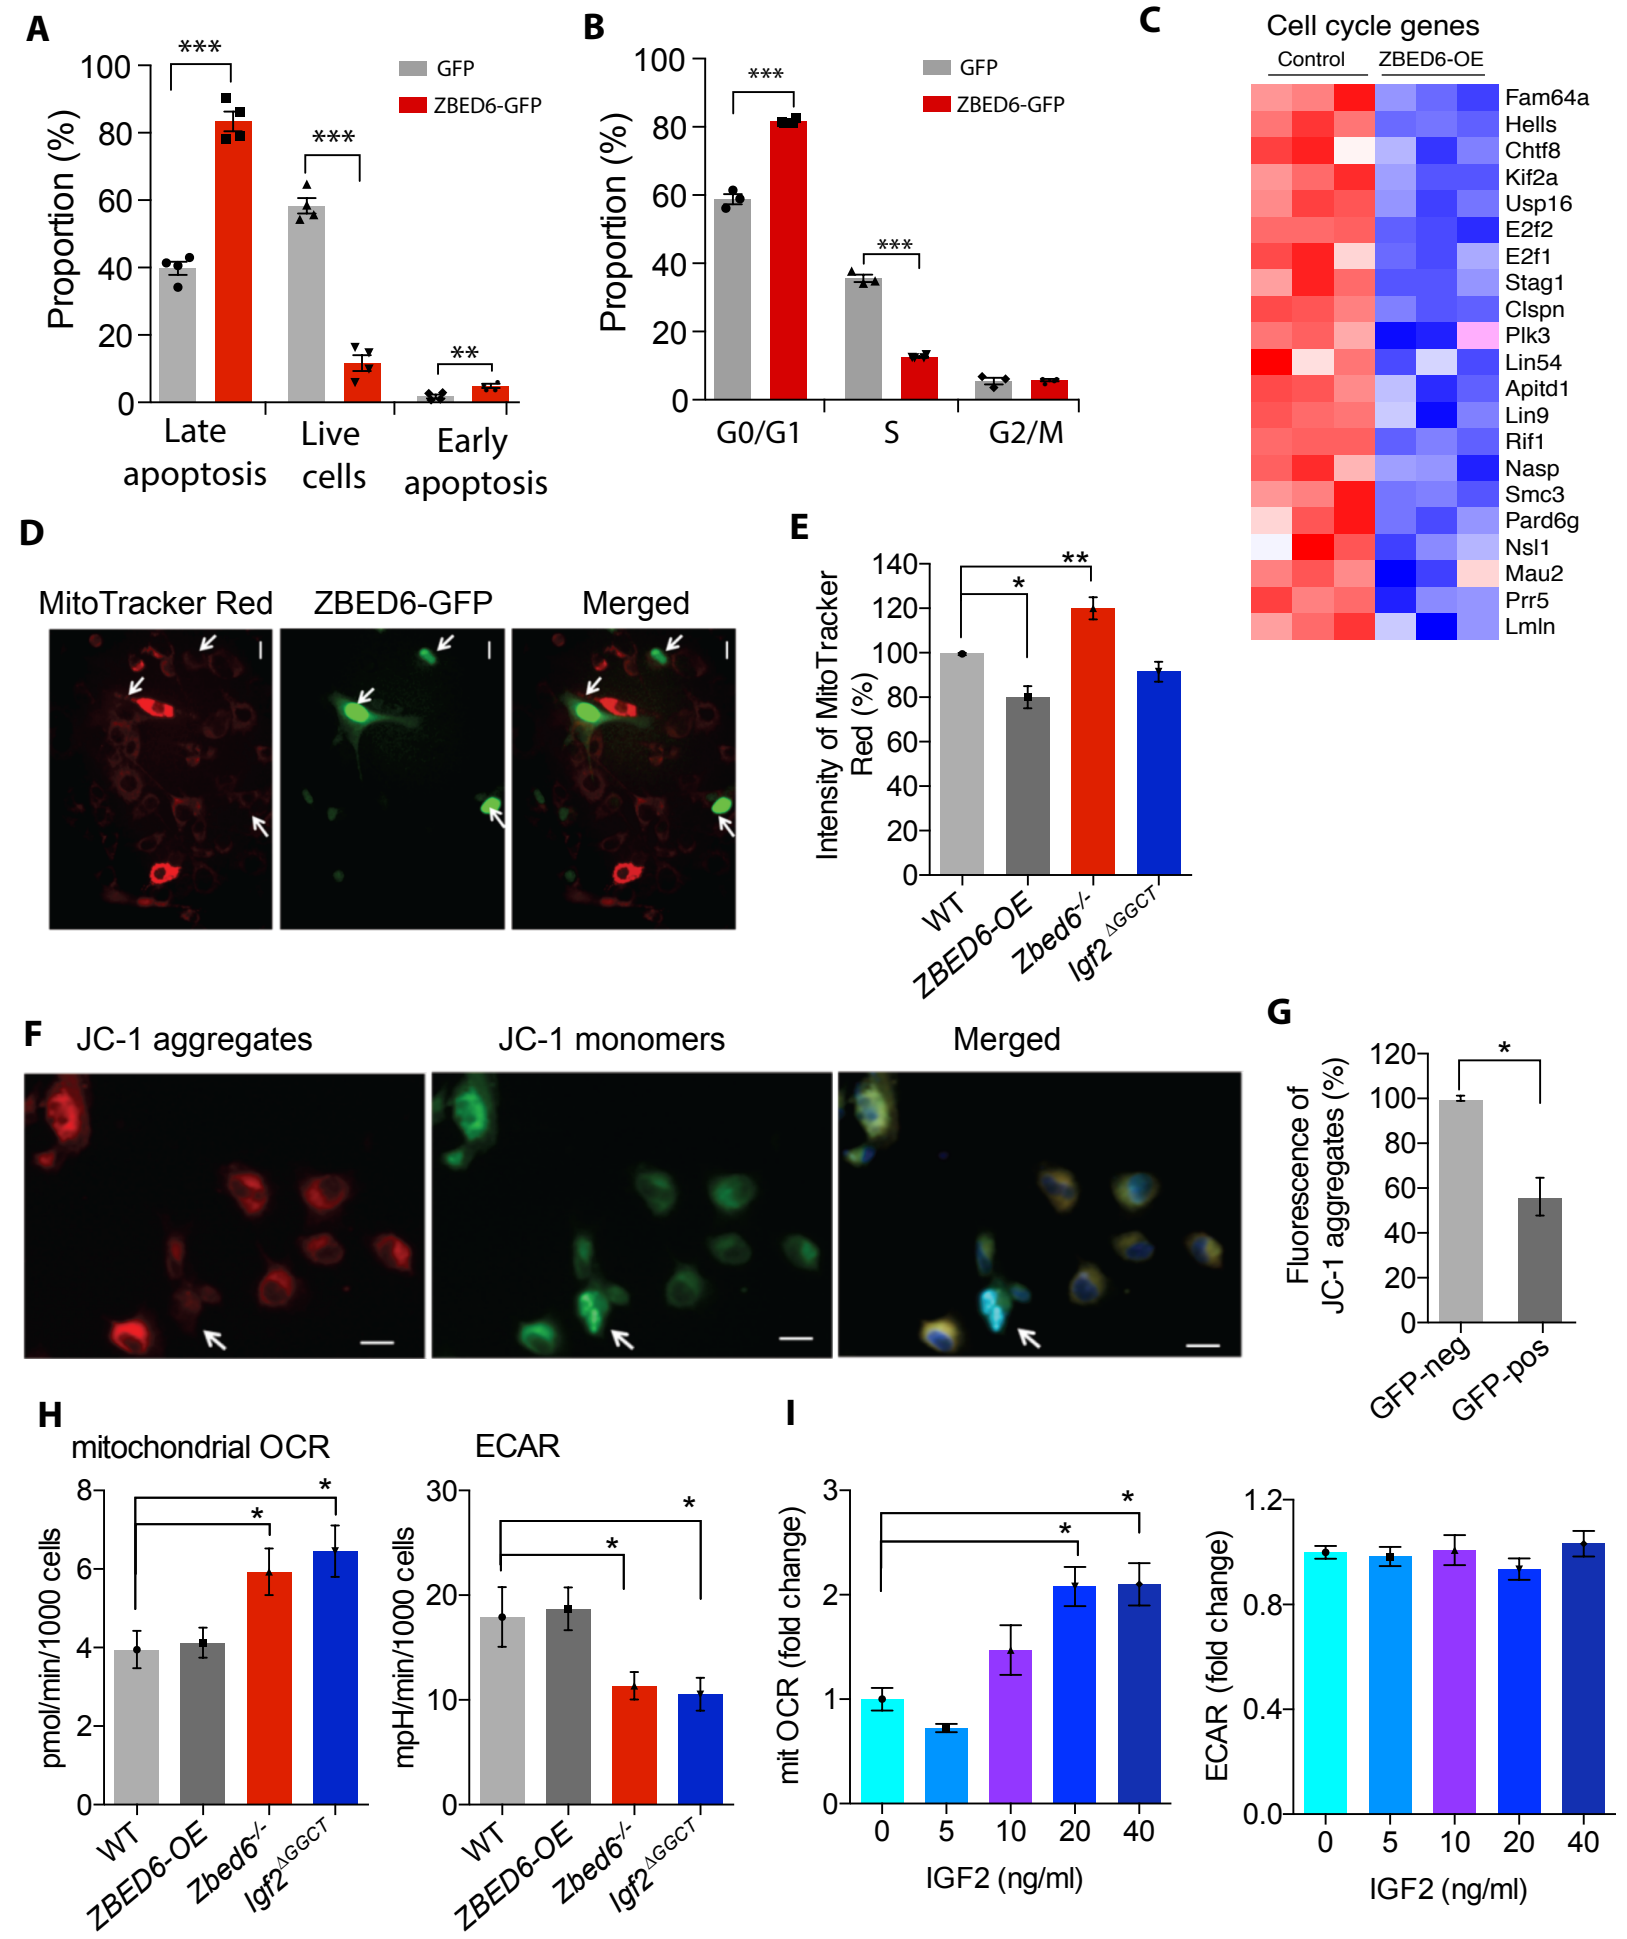 A
***
***
**
GFP
ZBED6-GFP
Proportion (%)
100
80
60
40
20
0
Late apoptosis
Live cells
Early apoptosis
B
***
***
GFP
ZBED6-GFP
Proportion (%)
100
80
60
40
20
0
G0/G1
S
G2/M
C
Cell cycle genes
Control
ZBED6-OE
Fam64a
Hells
Chtf8
Kif2a
Usp16
E2f2
E2f1
Stag1
Clspn
Plk3
Lin54
Apitd1
Lin9
Rif1
Nasp
Smc3
Pard6g
Nsl1
Mau2
Prr5
Lmln
D
MitoTracker Red
ZBED6-GFP
Merged
E
**
*
Intensity of MitoTracker
Red (%)
140
120
100
80
60
40
20
0
WT
ZBED6-OE
Zbed6-/-
Igf2ΔGGCT
F
JC-1 aggregates
JC-1 monomers
Merged
G
*
Fluorescence of
JC-1 aggregates (%)
120
100
80
60
40
20
0
GFP-neg
GFP-pos
H
mitochondrial OCR
*
*
pmol/min/1000 cells
8
6
4
2
0
WT
ZBED6-OE
Zbed6-/-
Igf2ΔGGCT
ECAR
*
*
mpH/min/1000 cells
30
20
10
0
WT
ZBED6-OE
Zbed6-/-
Igf2ΔGGCT
I
*
*
mit OCR (fold change)
3
2
1
0
0
5
10
20
40
IGF2 (ng/ml)
ECAR (fold change)
1.2
0.8
0.4
0.0
0
5
10
20
40
IGF2 (ng/ml)